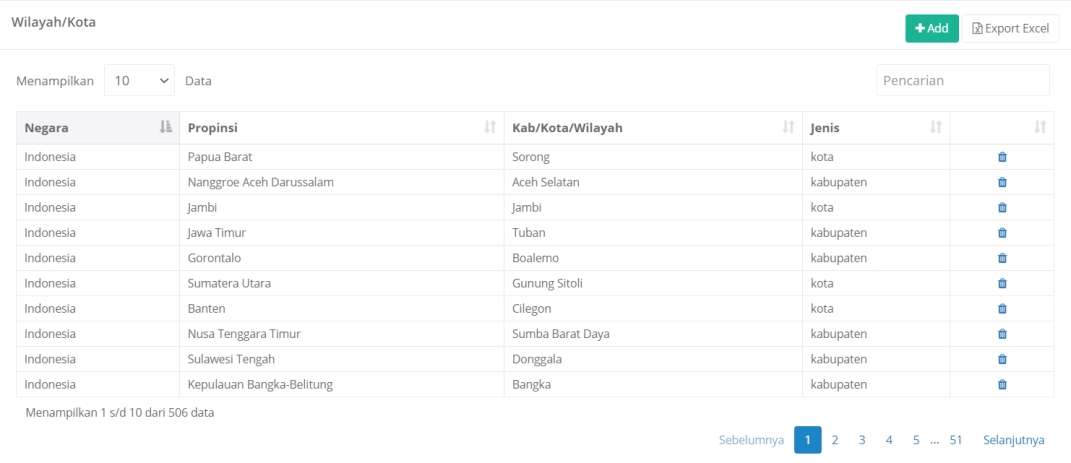 Wilayah/Kota
Add Export Excel
Menampilkan 10 Data Pencarian
Negara Propinsi Kab/Kota/Wilayah Jenis
Indonesia Papua Barat Sorong kota
Indonesia Nanggroe Aceh Darussalam Aceh Selatan kabupaten
Indonesia Jambi Jambi kota
Indonesia Jawa Timur Tuban kabupaten
Indonesia Gorontalo Boalemo kabupaten
Indonesia Sumatera Utara Gunung Sitoli kota
Indonesia Banten Cilegon kota
Indonesia Nusa Tenggara Timur Sumba Barat Daya kabupaten
Indonesia Sulawesi Tengah Donggala kabupaten
Indonesia Kepulauan Bangka-Belitung Bangka kabupaten
Menampilkan 1 s/d 10 dari 506 data
Sebelumnya 1 2 3 4 5 ... 51 Selanjutnya